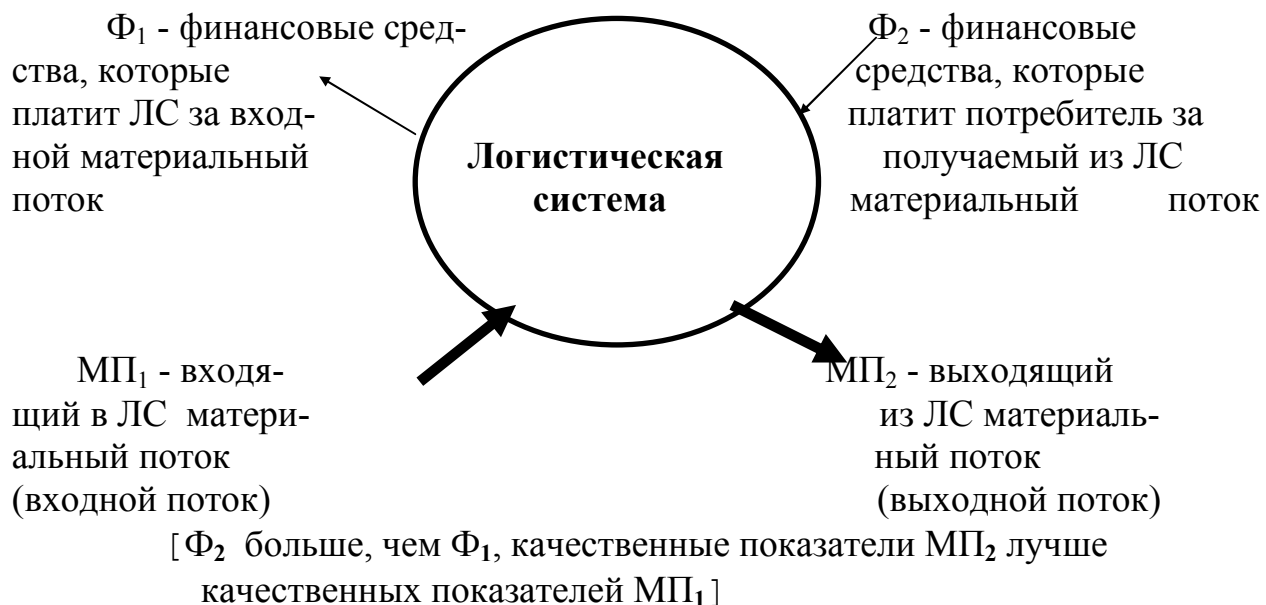 Ф₁ - финансовые сред-
ства, которые
платит ЛС за вход-
ной материальный
поток
Логистическая
система
Ф₂ - финансовые
средства, которые
платит потребитель за
получаемый из ЛС
материальный поток
МП₁ - входя-
щий в ЛС матери-
альный поток
(входной поток)
МП₂ - выходящий
из ЛС материаль-
ный поток
(выходной поток)
[Ф₂ больше, чем Ф₁, качественные показатели МП₂ лучше
качественных показателей МП₁]